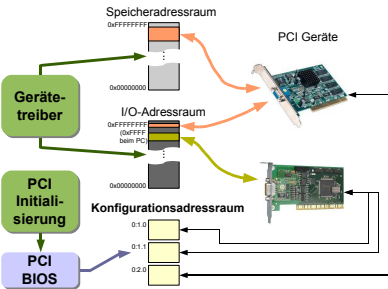 Speicheradressraum
0xFFFFFFFF
PCI Geräte
0x00000000
Geräte-
treiber
I/O-Adressraum
0xFFFFFFFF
(0xFFFF
beim PC)
0x00000000
PCI
Initiali-
sierung
Konfigurationsadressraum
0:1.0
0:1.1
0:2.0
PCI
BIOS